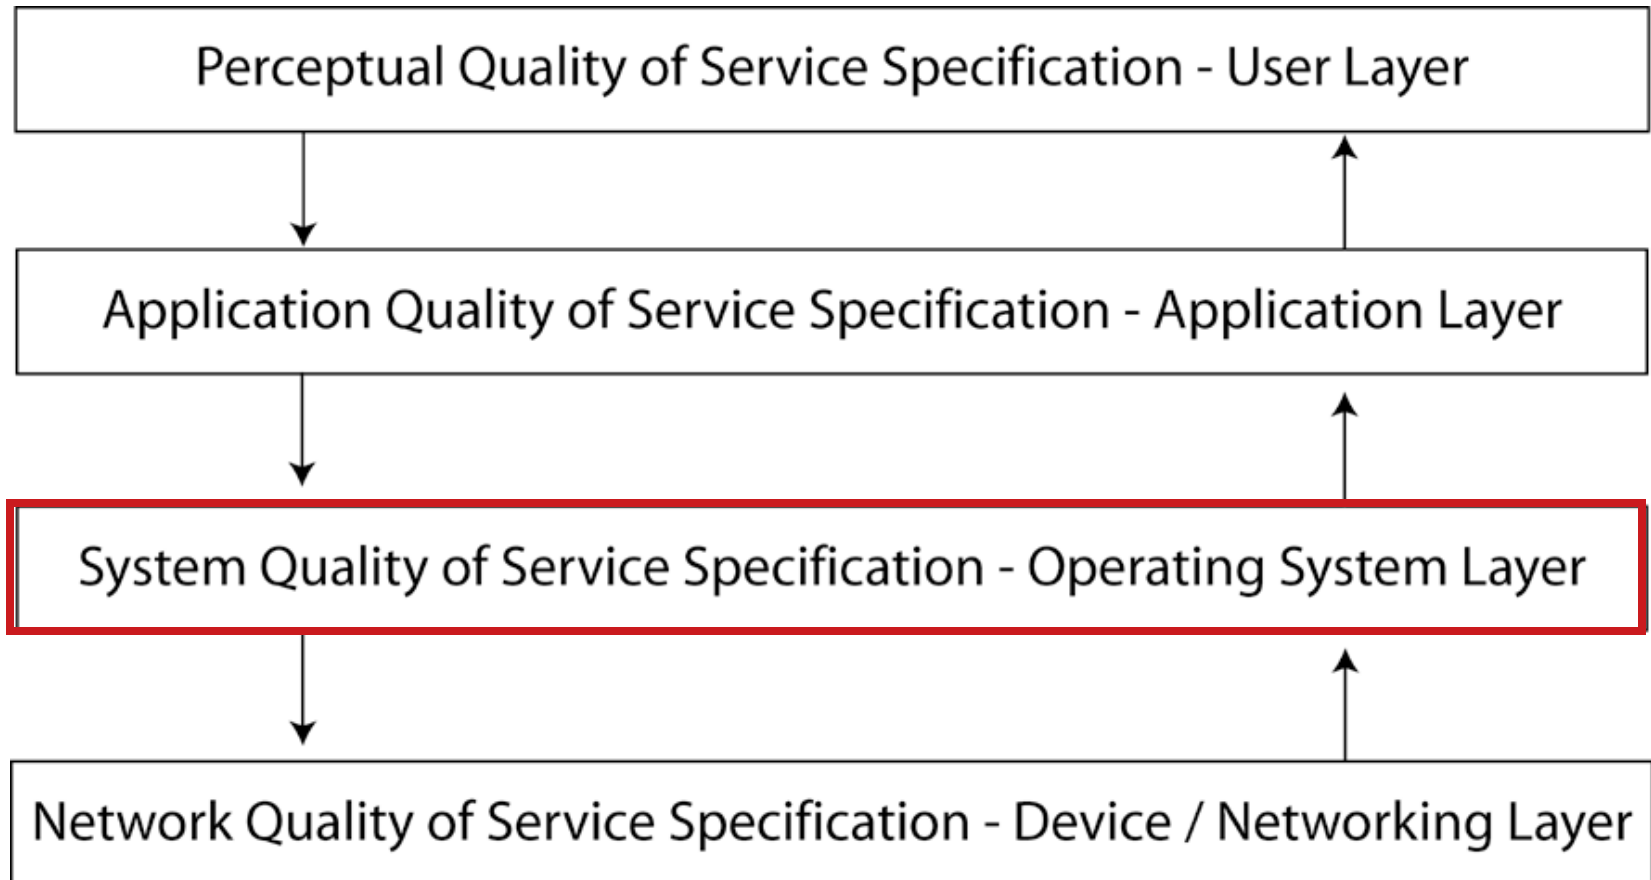 Perceptual Quality of Service Specification - User Layer
Application Quality of Service Specification - Application Layer
System Quality of Service Specification - Operating System Layer
Network Quality of Service Specification - Device / Networking Layer